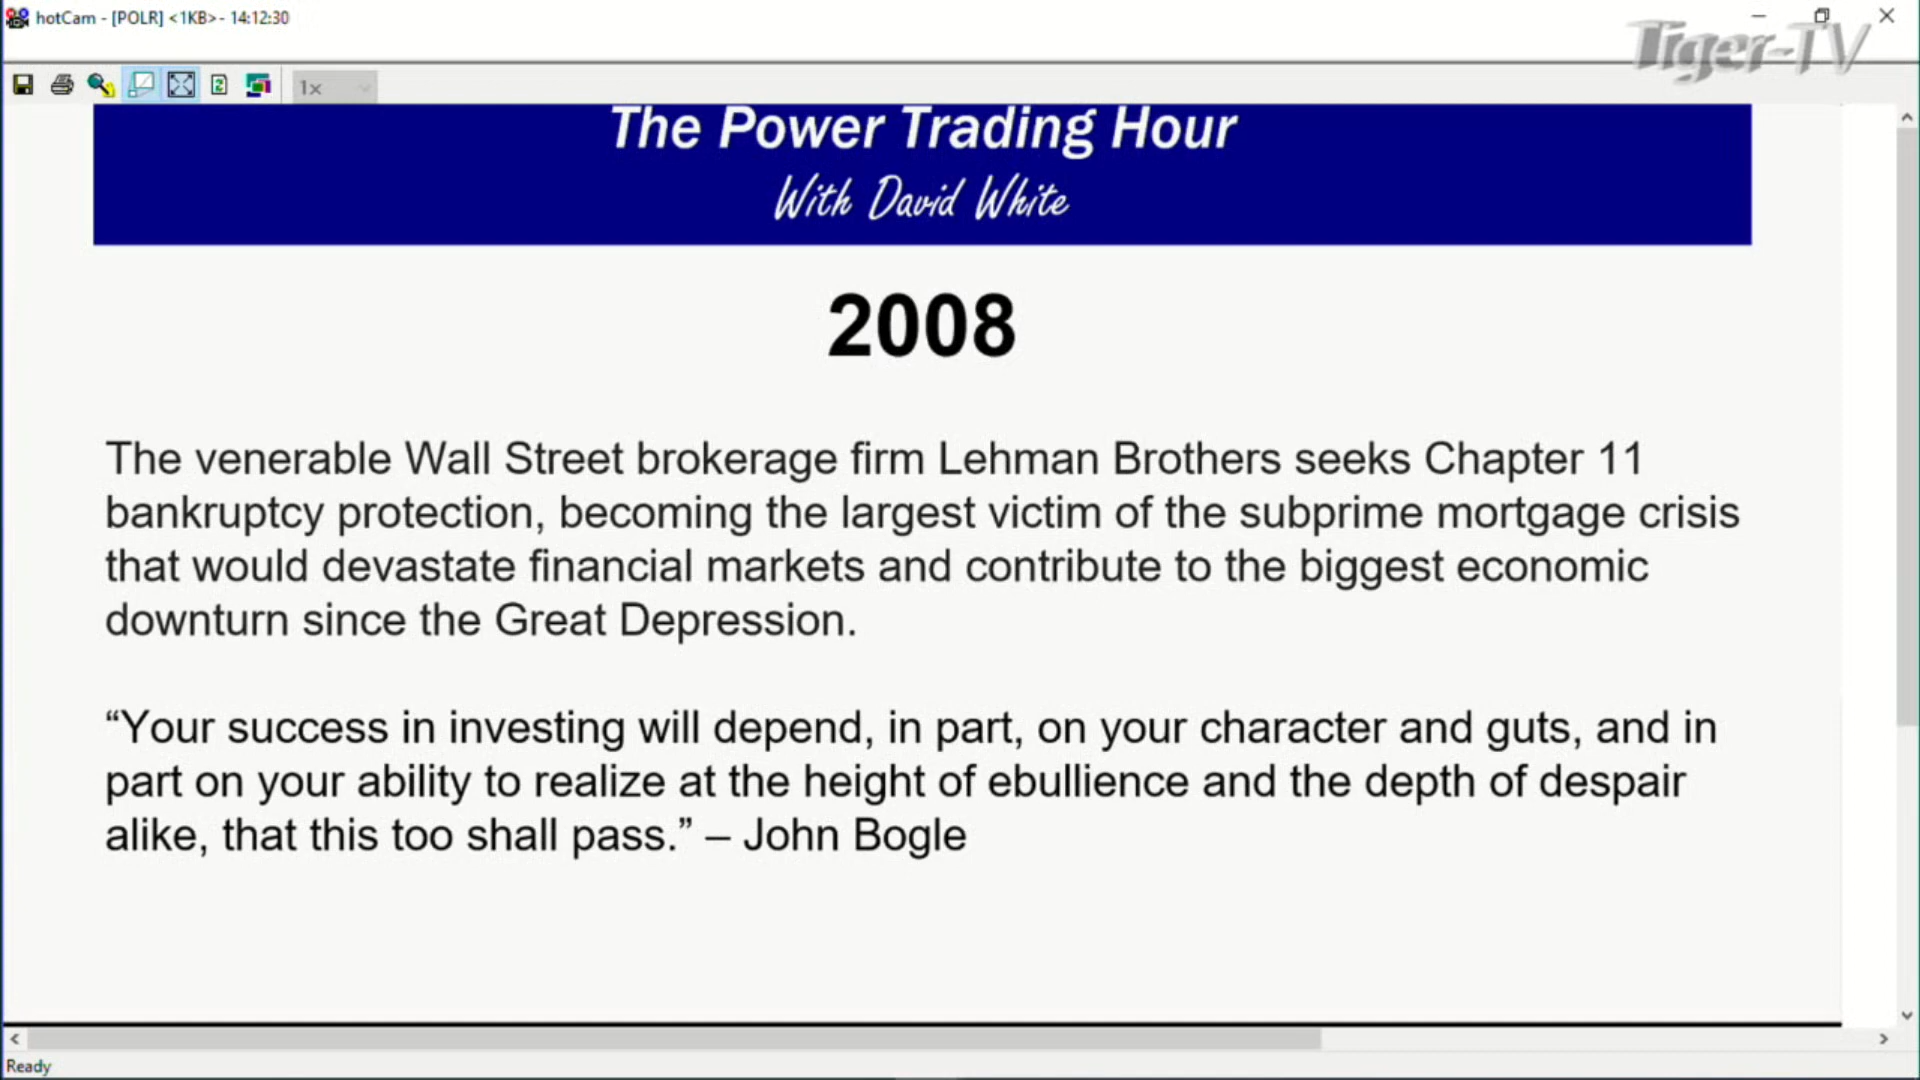 hotCam - [POLR] <1KB> - 14:12:30
Tiger-TV
1x
The Power Trading Hour
With David White
2008
The venerable Wall Street brokerage firm Lehman Brothers seeks Chapter 11
bankruptcy protection, becoming the largest victim of the subprime mortgage crisis
that would devastate financial markets and contribute to the biggest economic
downturn since the Great Depression.
“Your success in investing will depend, in part, on your character and guts, and in
part on your ability to realize at the height of ebullience and the depth of despair
alike, that this too shall pass.” – John Bogle
Ready